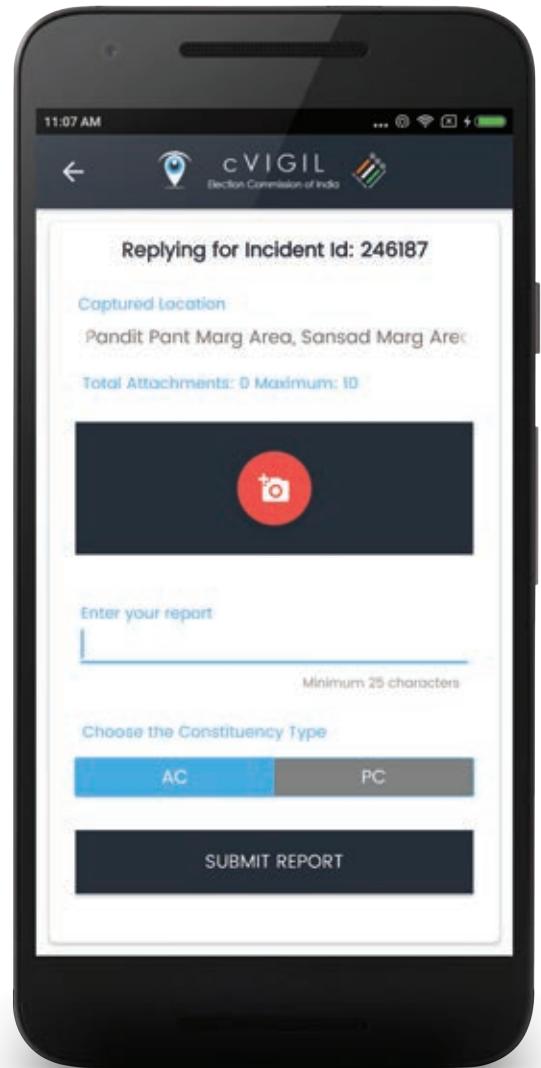 11:07 AM
cVIGIL
Election Commission of India
Replying for Incident Id: 246187
Captured Location
Pandit Pant Marg Area, Sansad Marg Are
Total Attachments: 0 Maximum: 10
Enter your report
Minimum 25 characters
Choose the Constituency Type
AC PC
SUBMIT REPORT